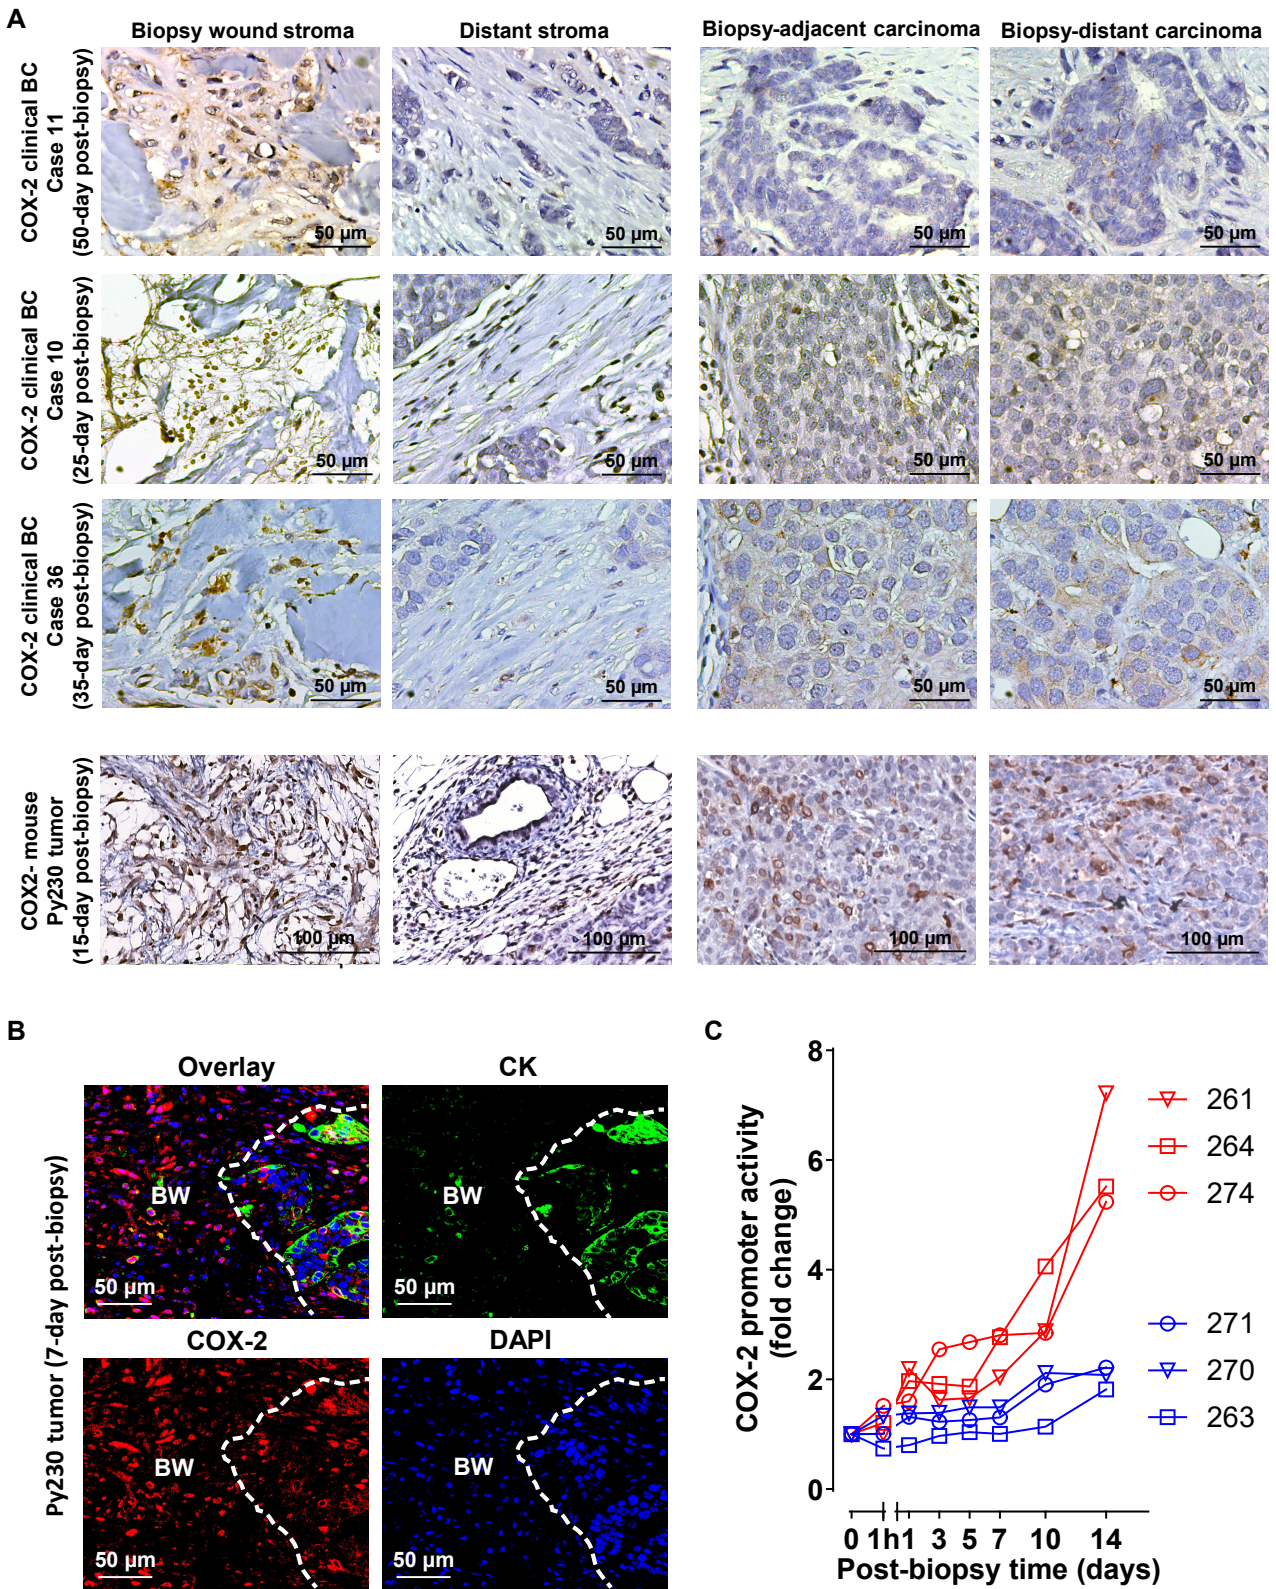 A
Biopsy wound stroma
Distant stroma
Biopsy-adjacent carcinoma
Biopsy-distant carcinoma
COX-2 clinical BC
Case 11
(50-day post-biopsy)
50 µm
50 µm
50 µm
50 µm
COX-2 clinical BC
Case 10
(25-day post-biopsy)
50 µm
50 µm
50 µm
50 µm
COX-2 clinical BC
Case 36
(35-day post-biopsy)
50 µm
50 µm
50 µm
50 µm
COX2- mouse
Py230 tumor
(15-day post-biopsy)
100 µm
100 µm
100 µm
100 µm
B
Py230 tumor (7-day post-biopsy)
Overlay
CK
BW
BW
50 µm
50 µm
COX-2
DAPI
BW
BW
50 µm
50 µm
C
COX-2 promoter activity
(fold change)
8
6
4
2
0
0 1h 1 3 5 7 10 14
Post-biopsy time (days)
261
264
274
271
270
263